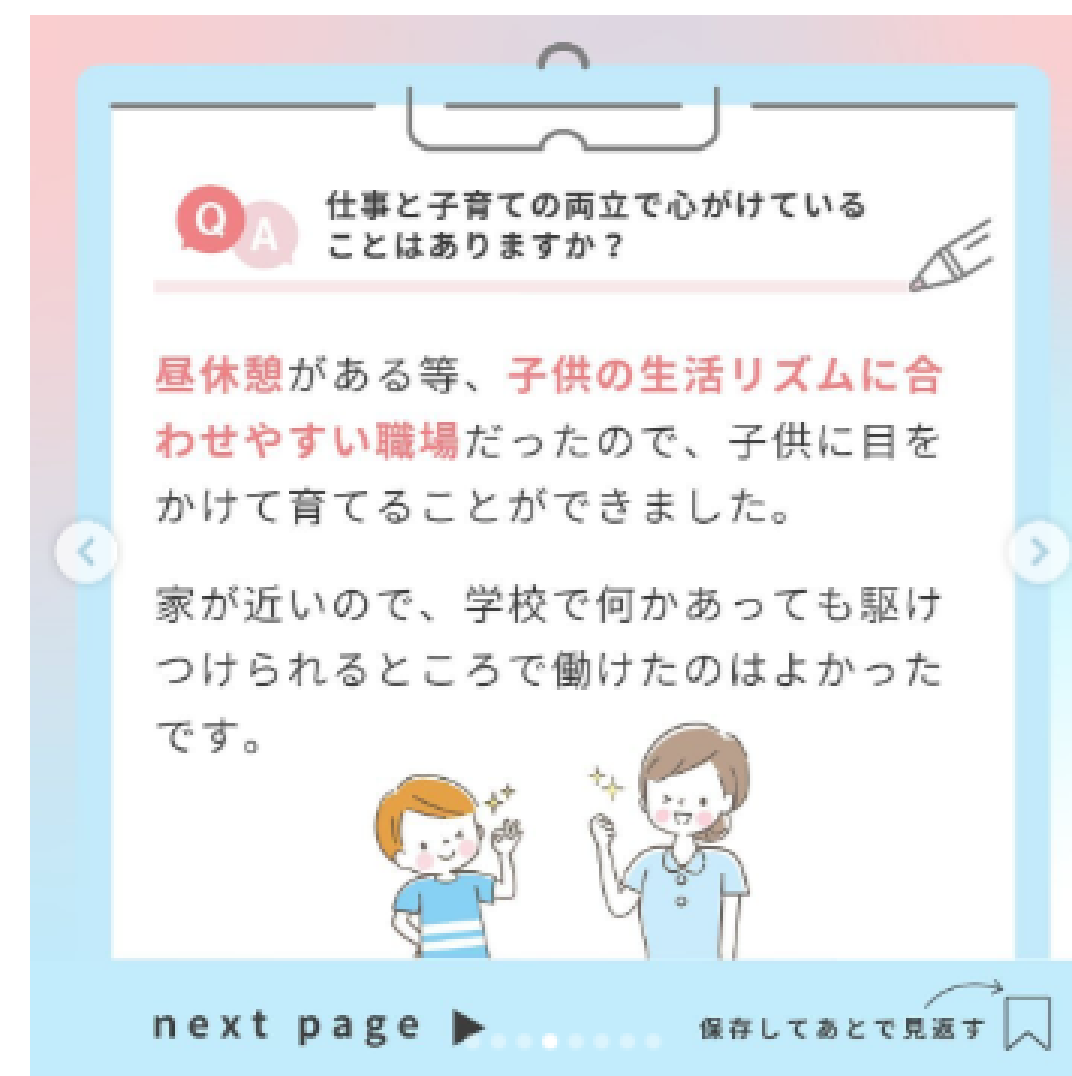 Q A
仕事と子育ての両立で心がけている
ことはありますか？
昼休憩がある等、子供の生活リズムに合
わせやすい職場だったので、子供に目を
かけて育てることができました。
家が近いので、学校で何かあっても駆け
つけられるところで働けたのはよかった
です。
next page ▶
保存してあとで見返す